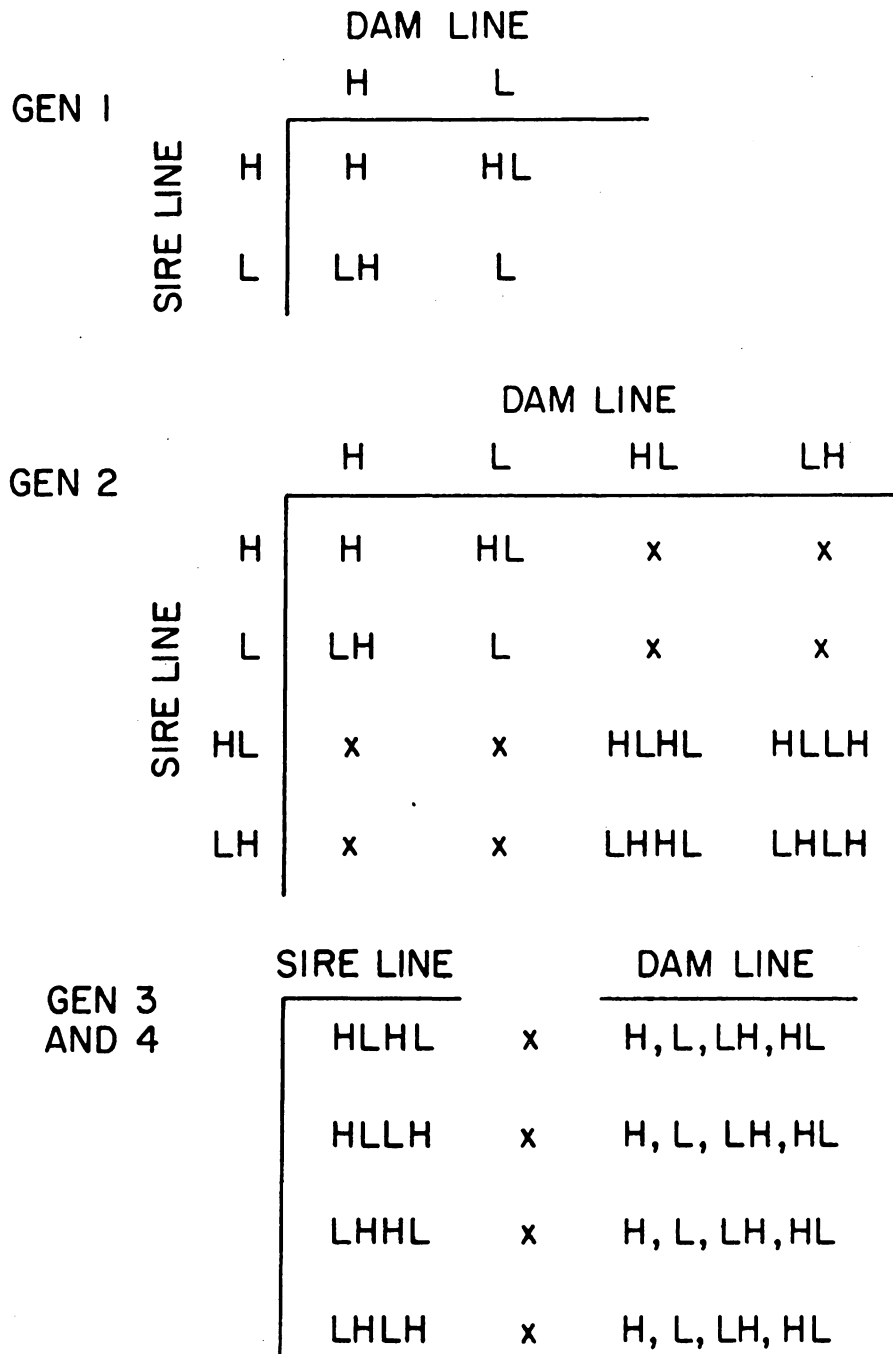 DAM LINE
H L
GEN 1
SIRE LINE
H H HL
L LH L
DAM LINE
H L HL LH
GEN 2
SIRE LINE
H H HL x x
L LH L x x
HL x x HLHL HLLH
LH x x LHHL LHLH
SIRE LINE DAM LINE
GEN 3
AND 4
HLHL x H, L, LH, HL
HLLH x H, L, LH, HL
LHHL x H, L, LH, HL
LHLH x H, L, LH, HL